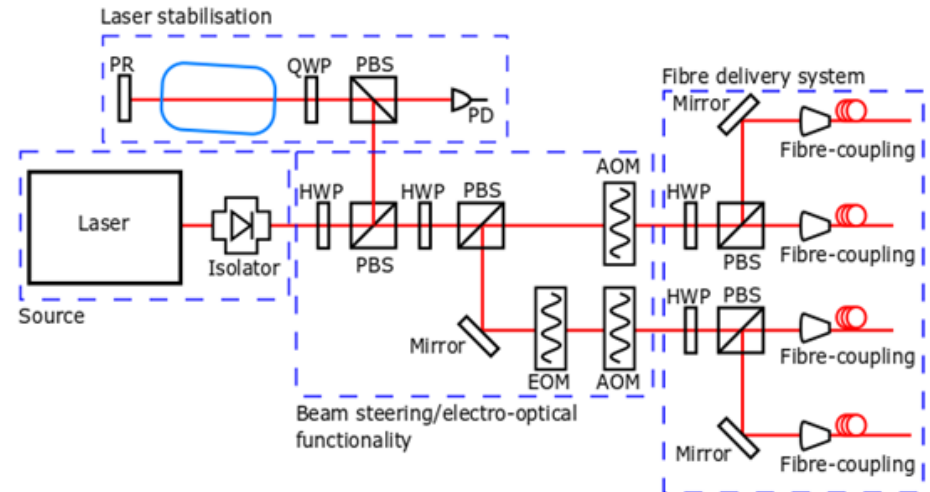 Laser stabilisation
PR
QWP
PBS
PD
Fibre delivery system
Mirror
Fibre-coupling
HWP
HWP
PBS
AOM
HWP
Laser
Isolator
PBS
PBS
Fibre-coupling
Source
HWP
PBS
Mirror
EOM
AOM
Fibre-coupling
Beam steering/electro-optical
functionality
Mirror
Fibre-coupling